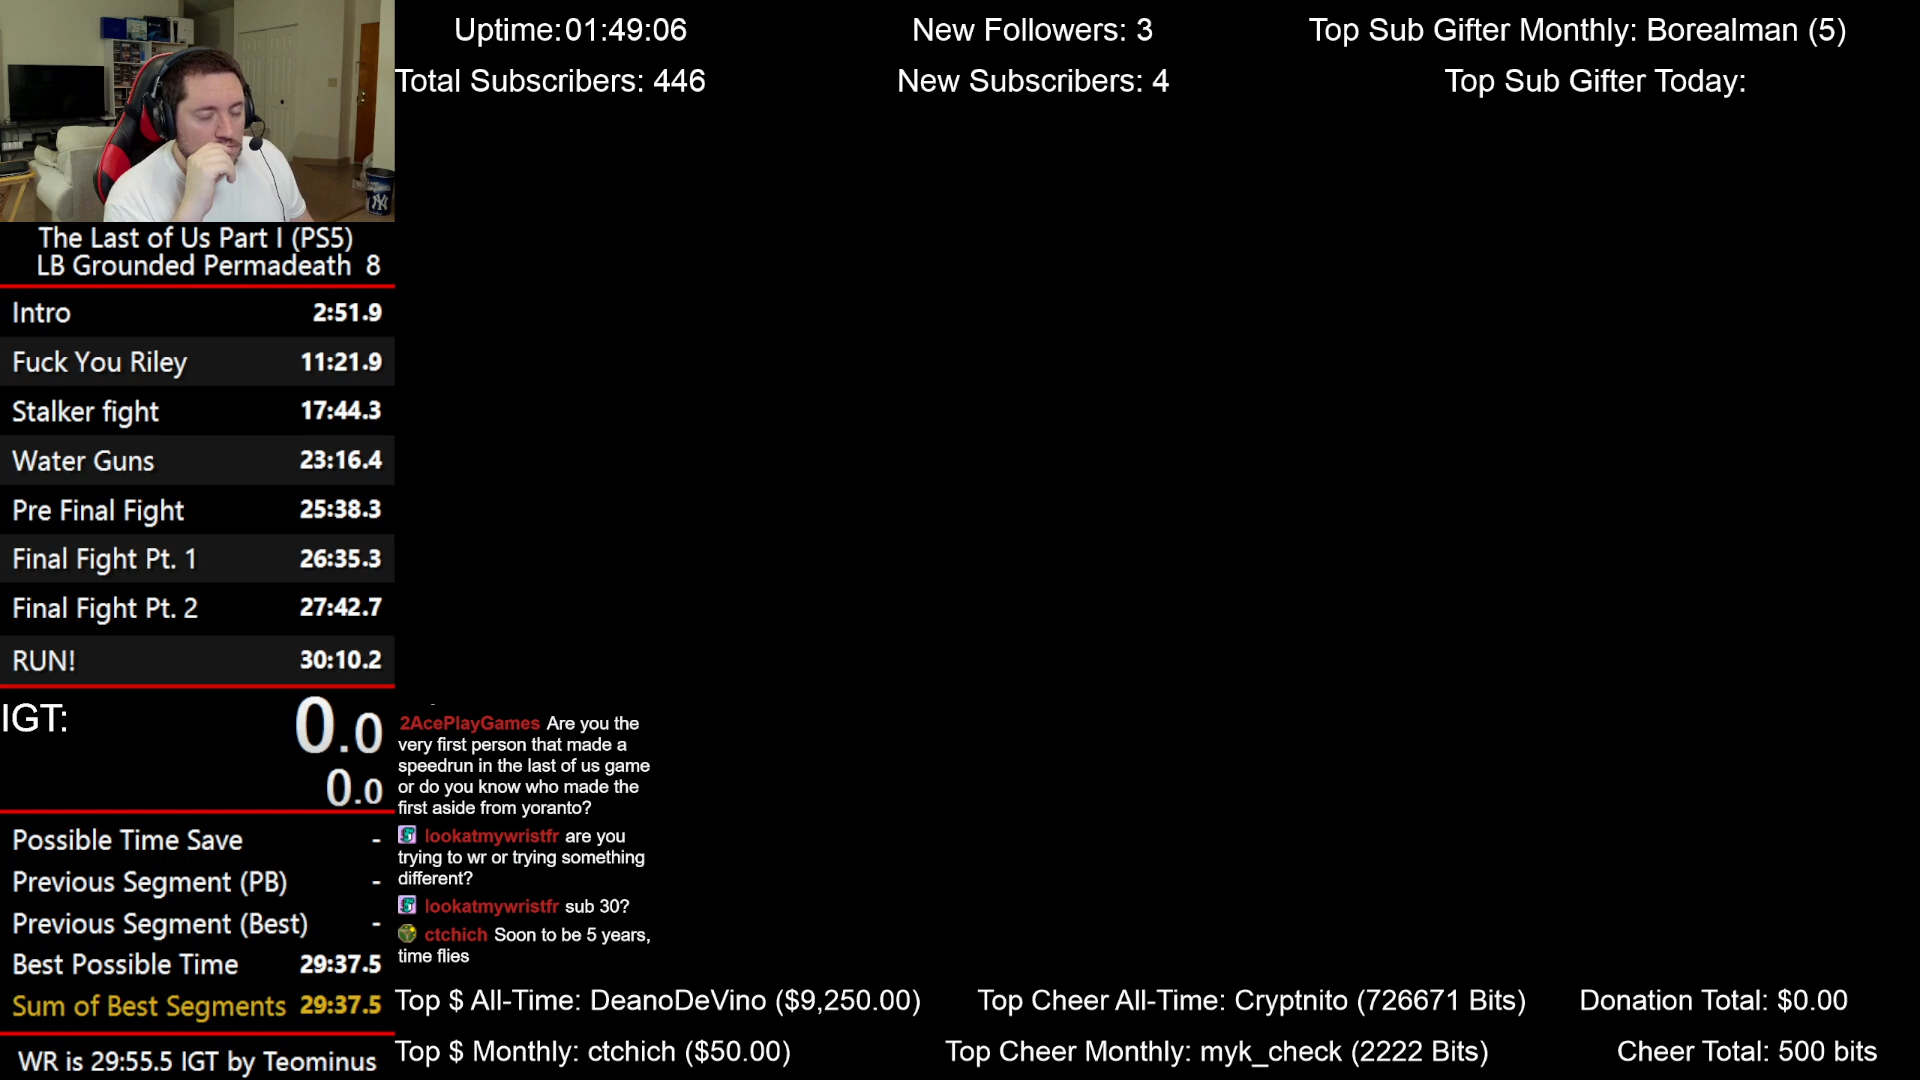 Uptime:01:49:06
New Followers: 3
Top Sub Gifter Monthly: Borealman (5)
Total Subscribers: 446
New Subscribers: 4
Top Sub Gifter Today:
The Last of Us Part I (PS5)
LB Grounded Permadeath 8
Intro 2:51.9
Fuck You Riley 11:21.9
Stalker fight 17:44.3
Water Guns 23:16.4
Pre Final Fight 25:38.3
Final Fight Pt. 1 26:35.3
Final Fight Pt. 2 27:42.7
RUN! 30:10.2
IGT: 0.0
0.0
Possible Time Save -
Previous Segment (PB) -
Previous Segment (Best) -
Best Possible Time 29:37.5
Sum of Best Segments 29:37.5
WR is 29:55.5 IGT by Teominus
2AcePlayGames Are you the
very first person that made a
speedrun in the last of us game
or do you know who made the
first aside from yoranto?
lookatmywristfr are you
trying to wr or trying something
different?
lookatmywristfr sub 30?
ctchich Soon to be 5 years,
time flies
Top $ All-Time: DeanoDeVino ($9,250.00)
Top Cheer All-Time: Cryptnito (726671 Bits)
Donation Total: $0.00
Top $ Monthly: ctchich ($50.00)
Top Cheer Monthly: myk_check (2222 Bits)
Cheer Total: 500 bits